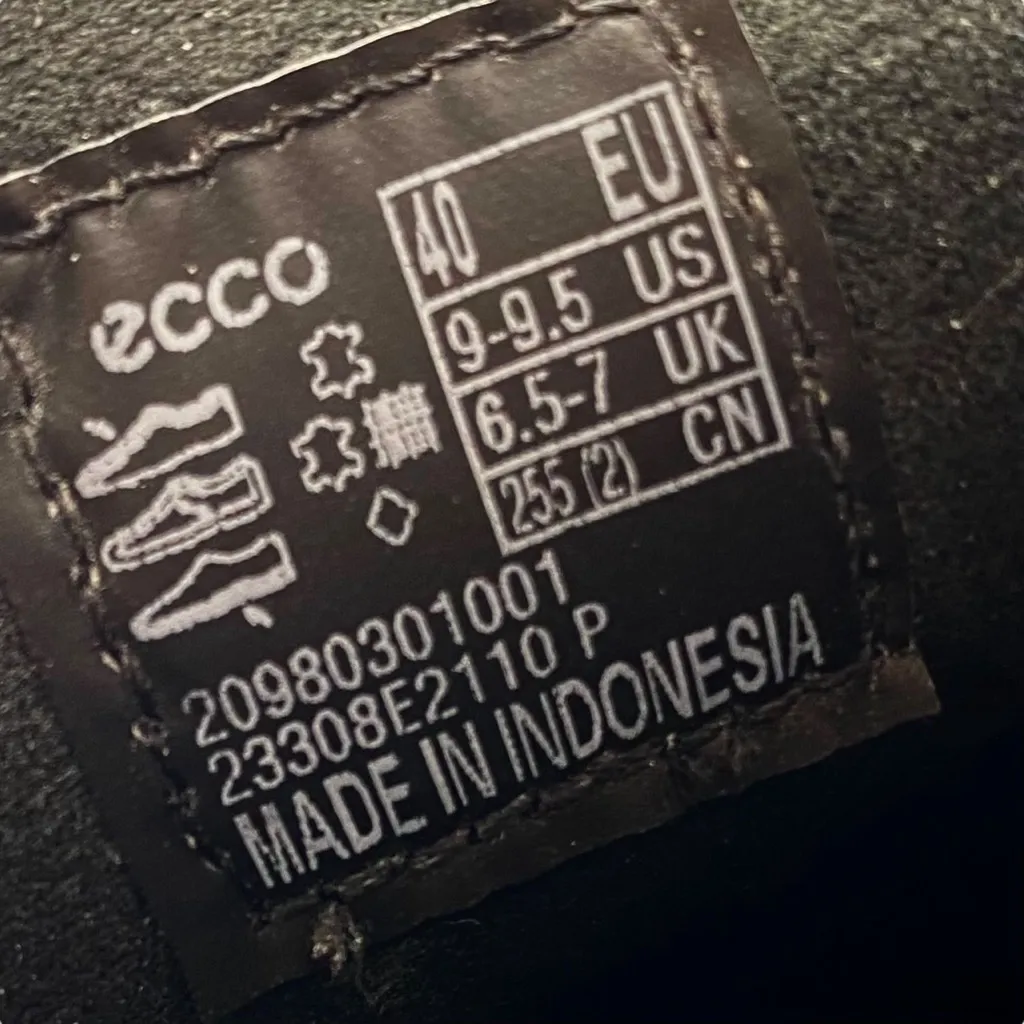 ecco
40 EU
9-9.5 US
6.5-7 UK
255 (2) CN
20980301001
23308E2110 P
MADE IN INDONESIA